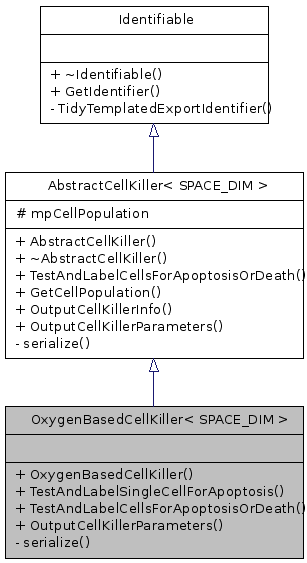 Identifiable
+ ~Identifiable()
+ GetIdentifier()
- TidyTemplatedExportIdentifier()
AbstractCellKiller< SPACE_DIM >
# mpCellPopulation
+ AbstractCellKiller()
+ ~AbstractCellKiller()
+ TestAndLabelCellsForApoptosisOrDeath()
+ GetCellPopulation()
+ OutputCellKillerInfo()
+ OutputCellKillerParameters()
- serialize()
OxygenBasedCellKiller< SPACE_DIM >
+ OxygenBasedCellKiller()
+ TestAndLabelSingleCellForApoptosis()
+ TestAndLabelCellsForApoptosisOrDeath()
+ OutputCellKillerParameters()
- serialize()